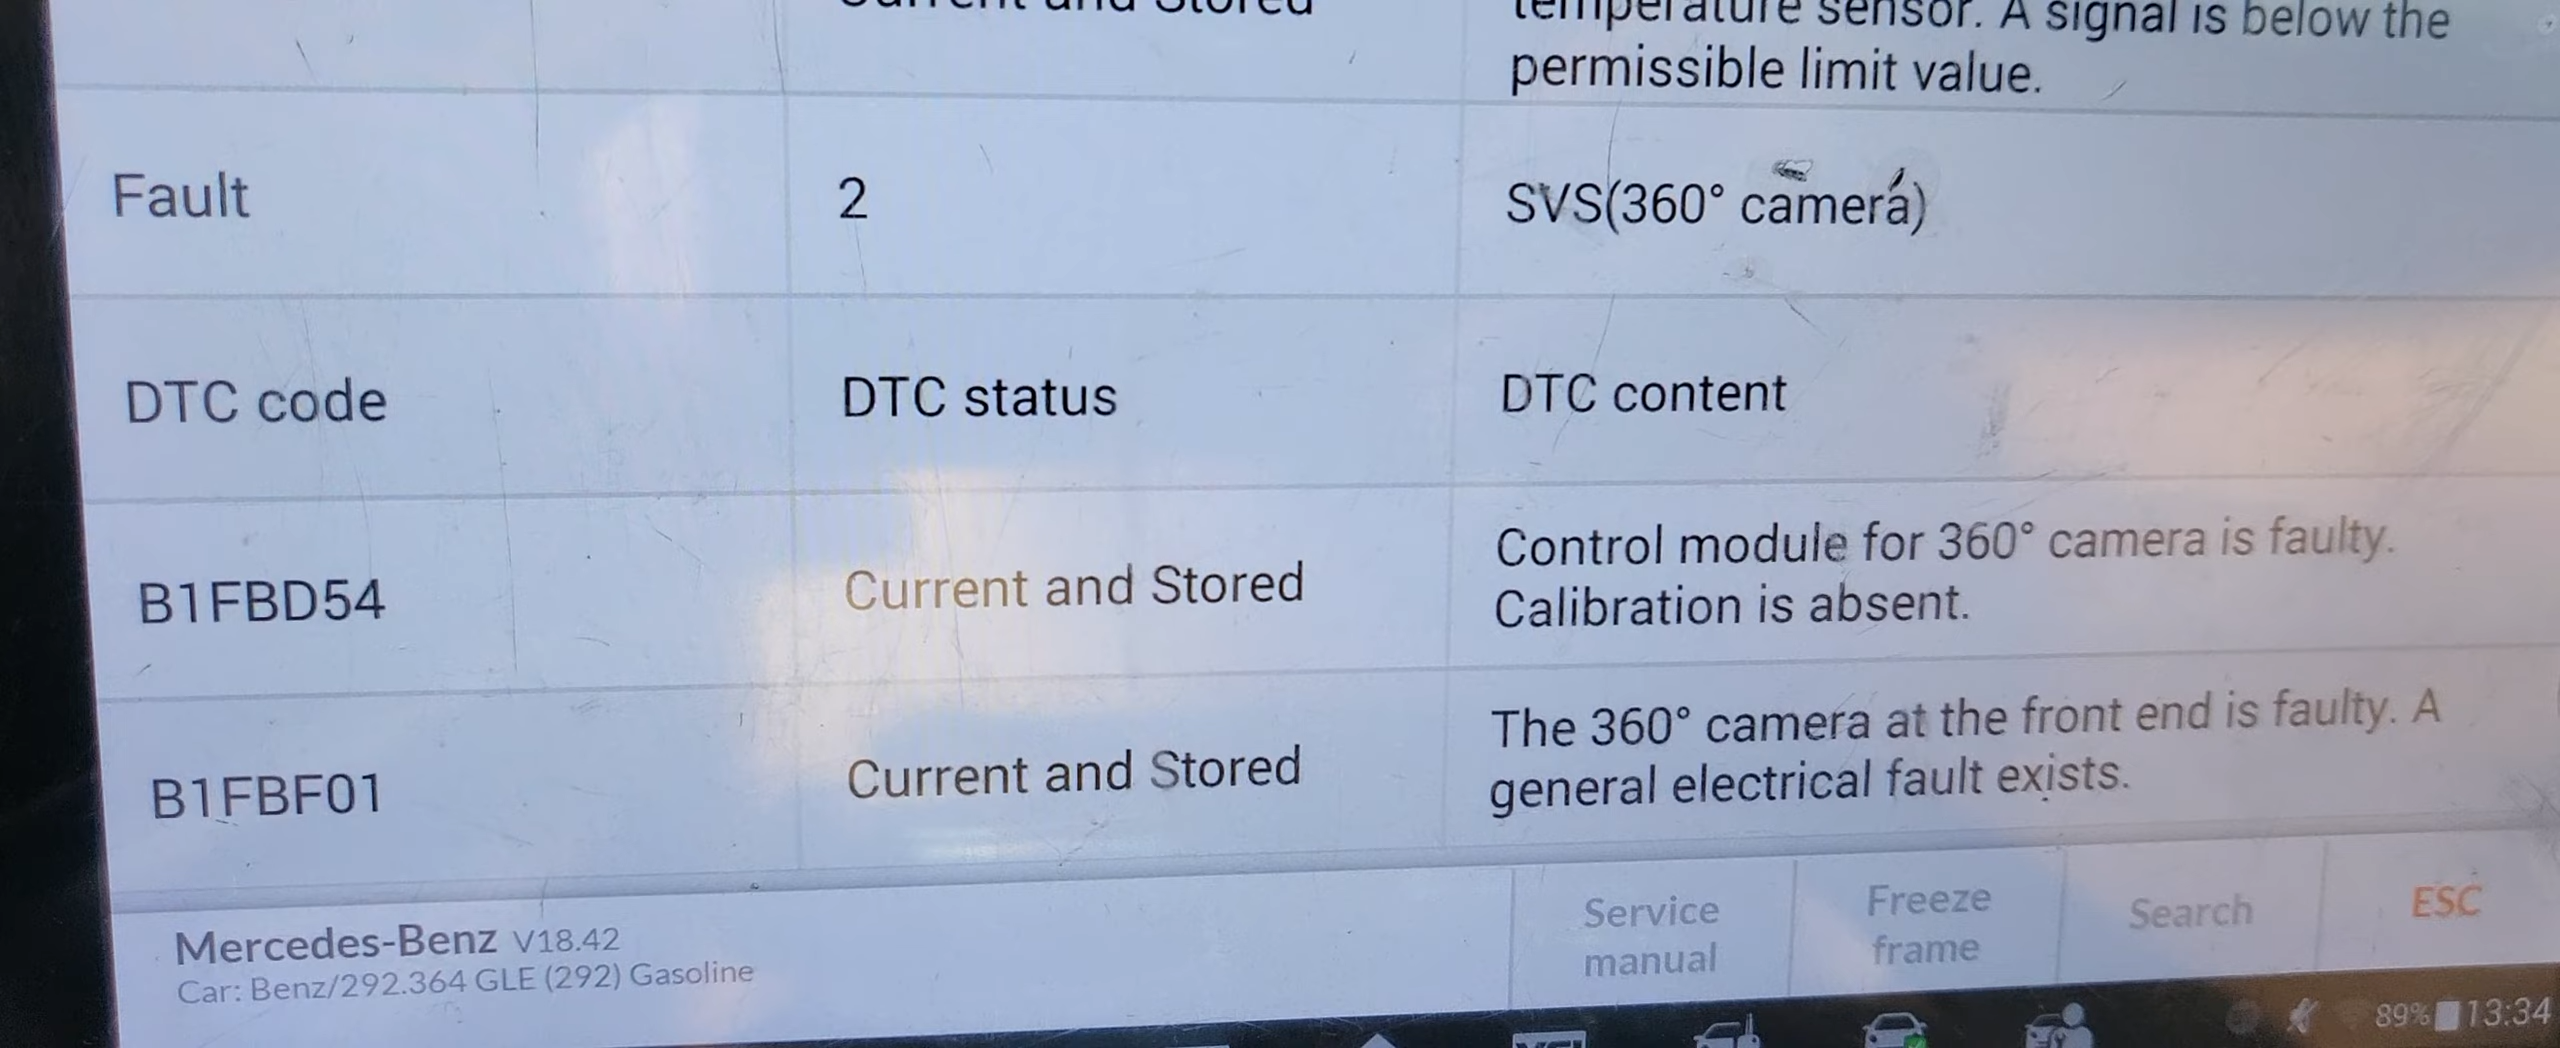 Current and Stored
temperature sensor. A signal is below the
permissible limit value.
Fault 2 SVS(360° camera)
DTC code DTC status DTC content
B1FBD54 Current and Stored Control module for 360° camera is faulty.
Calibration is absent.
B1FBF01 Current and Stored The 360° camera at the front end is faulty. A
general electrical fault exists.
Mercedes-Benz V18.42
Car: Benz/292.364 GLE (292) Gasoline
Service
manual
Freeze
frame
Search
ESC
89% 13:34